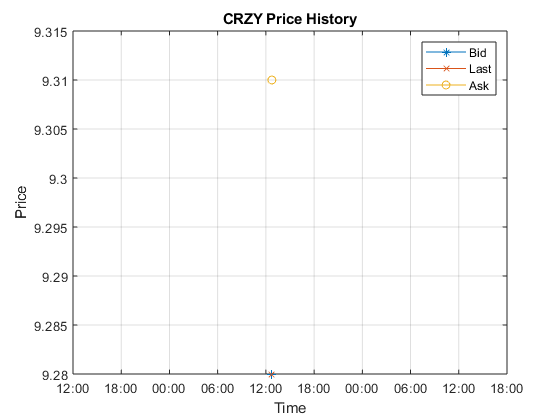 CRZY Price History
9.315
9.31
9.305
9.3
9.295
9.29
9.285
9.28
Price
Bid
Last
Ask
12:00 18:00 00:00 06:00 12:00 18:00 00:00 06:00 12:00 18:00
Time